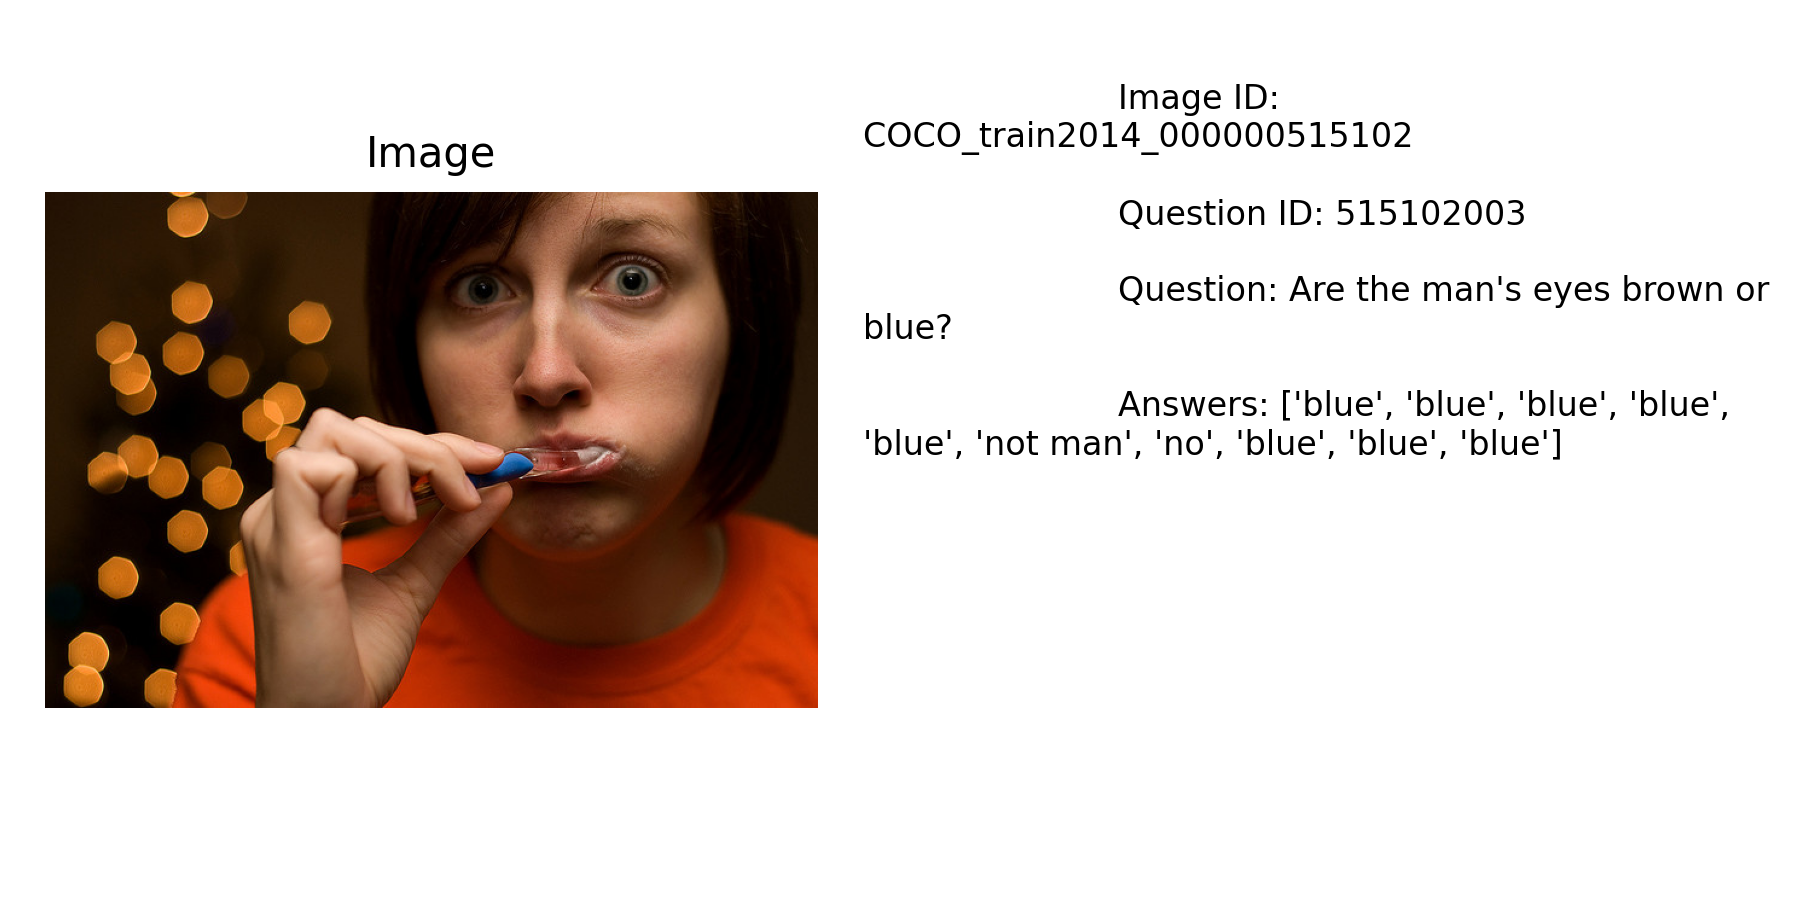 Image
Image ID:
COCO_train2014_000000515102
Question ID: 515102003
Question: Are the man's eyes brown or
blue?
Answers: ['blue', 'blue', 'blue', 'blue',
'blue', 'not man', 'no', 'blue', 'blue', 'blue']